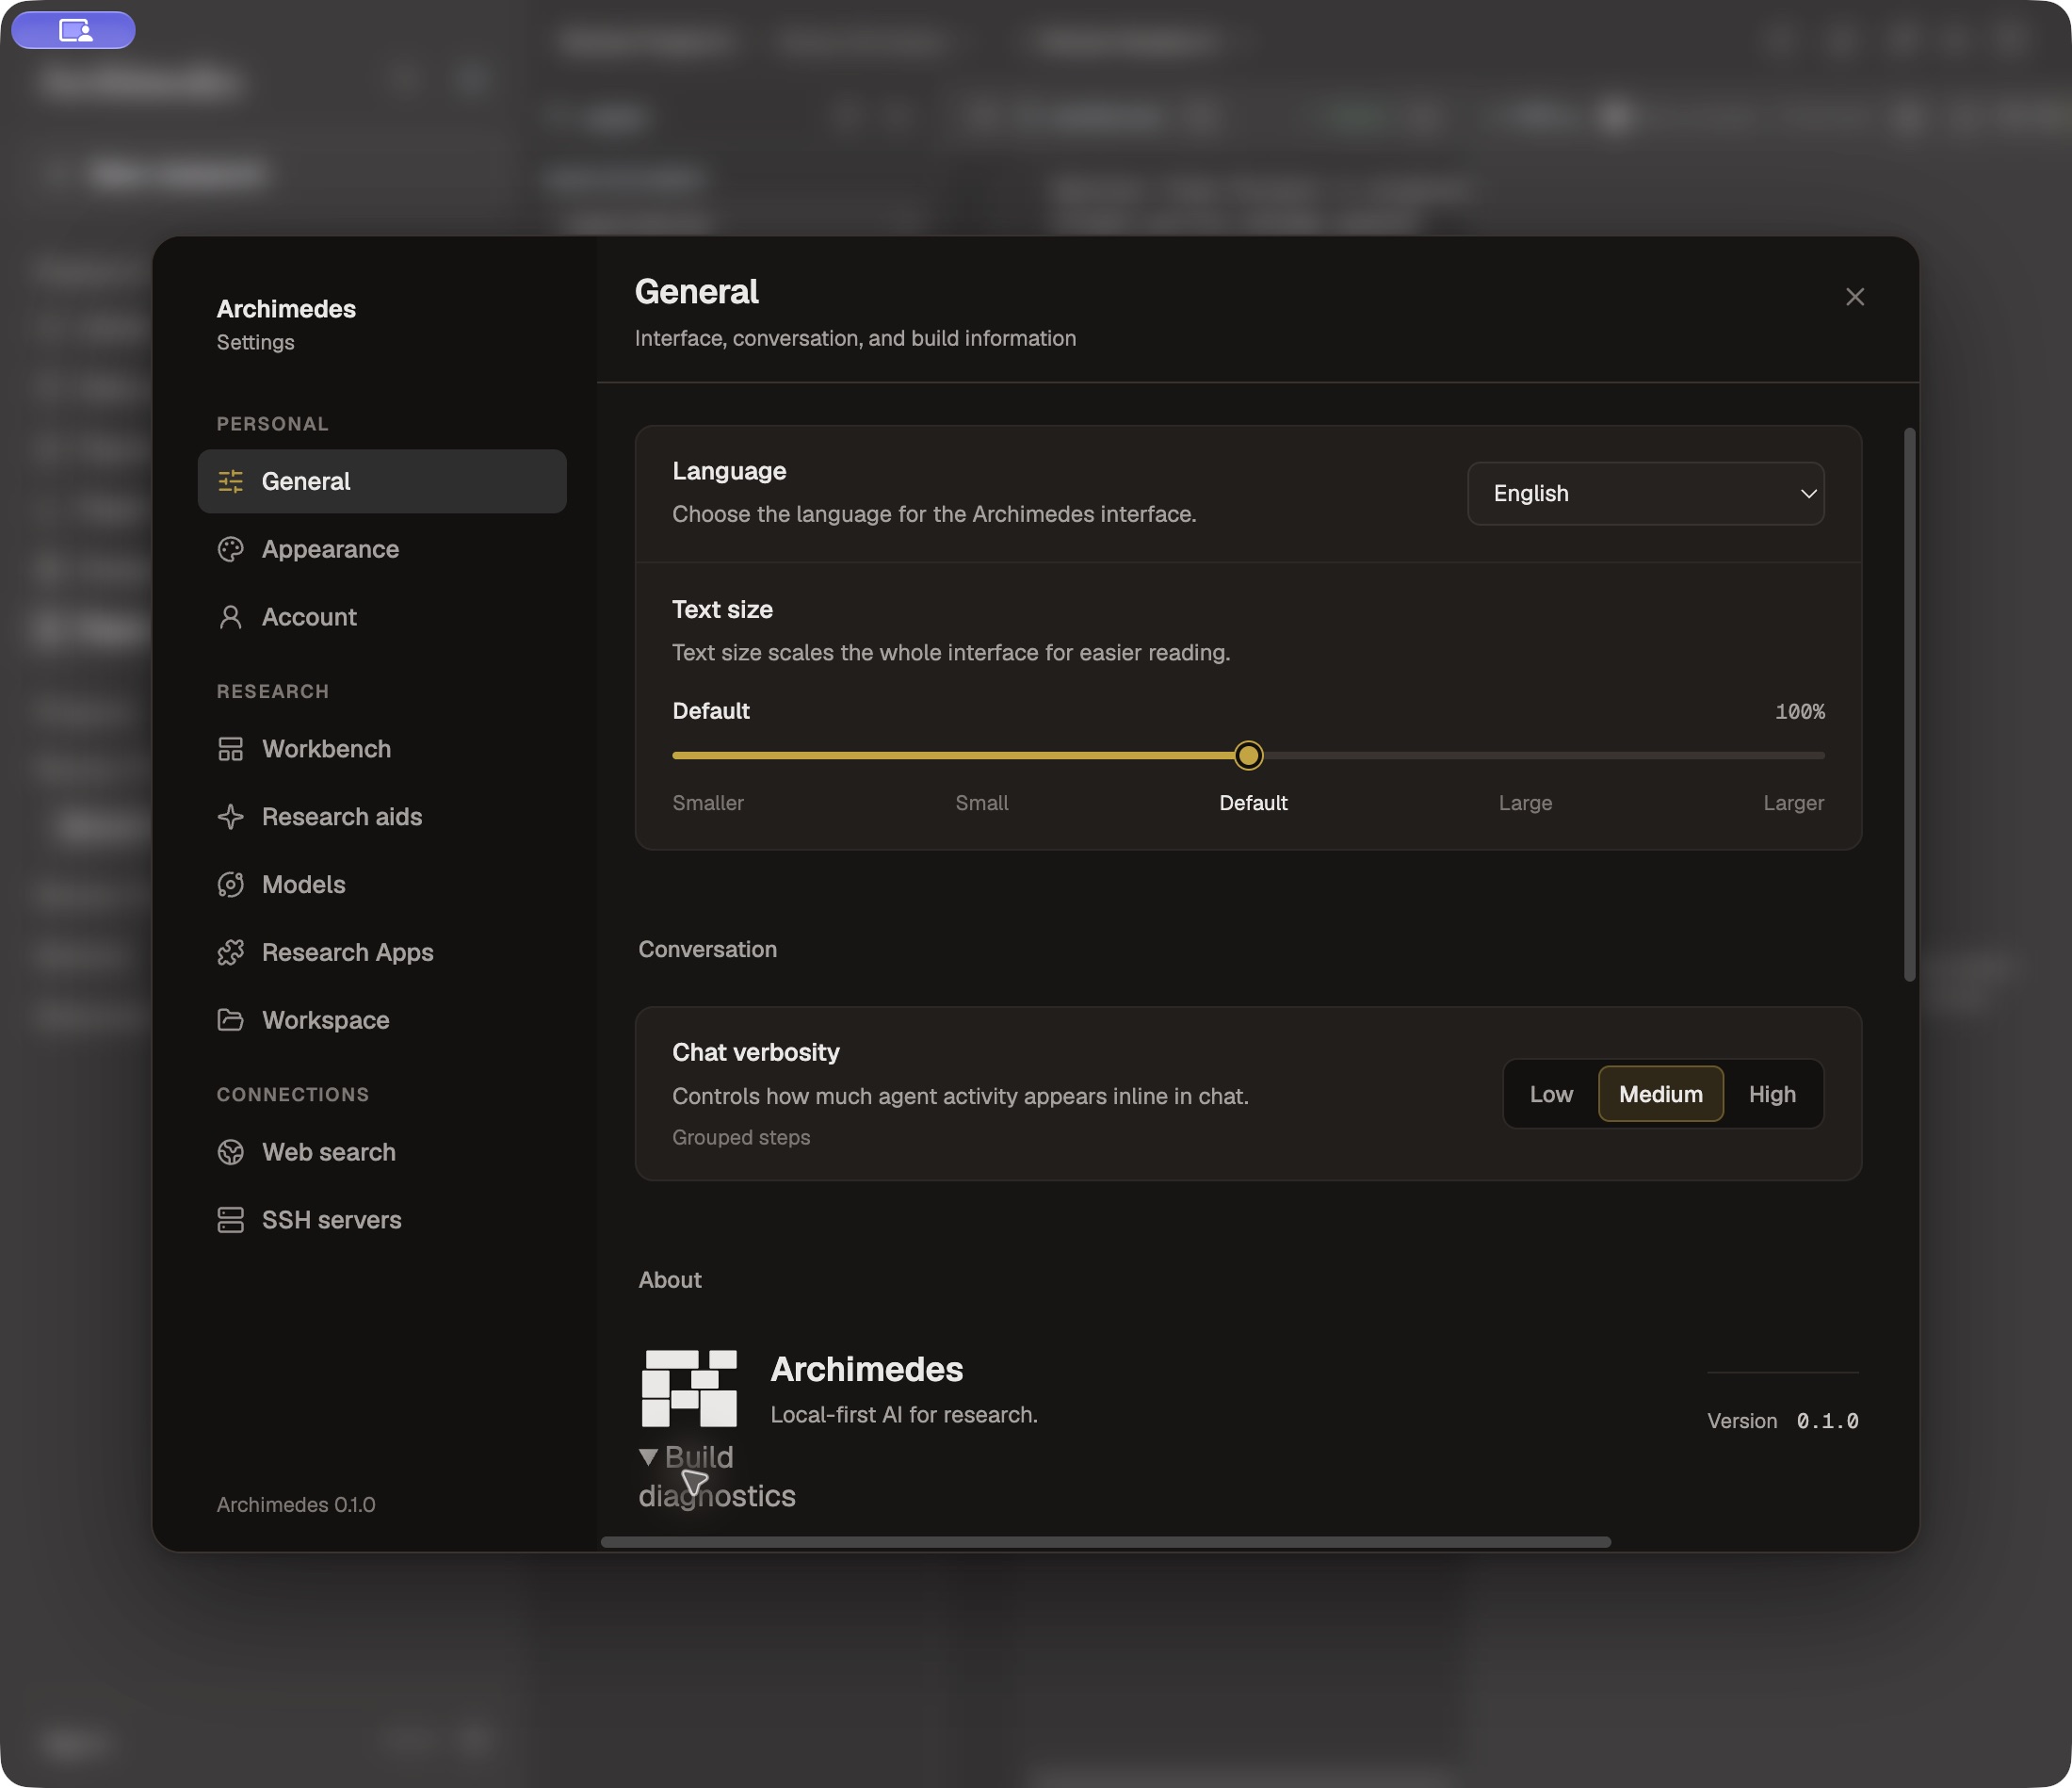 Archimedes
Settings
PERSONAL
General
Appearance
Account
RESEARCH
Workbench
Research aids
Models
Research Apps
Workspace
CONNECTIONS
Web search
SSH servers
Archimedes 0.1.0
General
Interface, conversation, and build information
Language
Choose the language for the Archimedes interface.
English
Text size
Text size scales the whole interface for easier reading.
Default
100%
Smaller Small Default Large Larger
Conversation
Chat verbosity
Controls how much agent activity appears inline in chat.
Grouped steps
Low Medium High
About
Archimedes
Local-first AI for research.
Version 0.1.0
Build
diagnostics